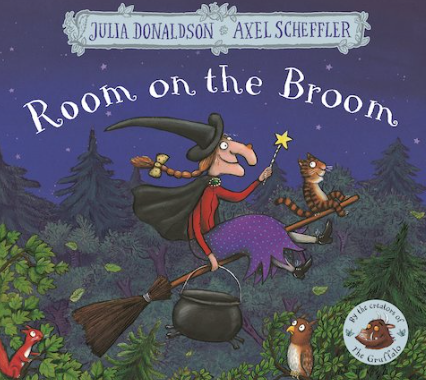 JULIA DONALDSON AXEL SCHEFFLER
Room on the Broom
By the creators of
The Gruffalo